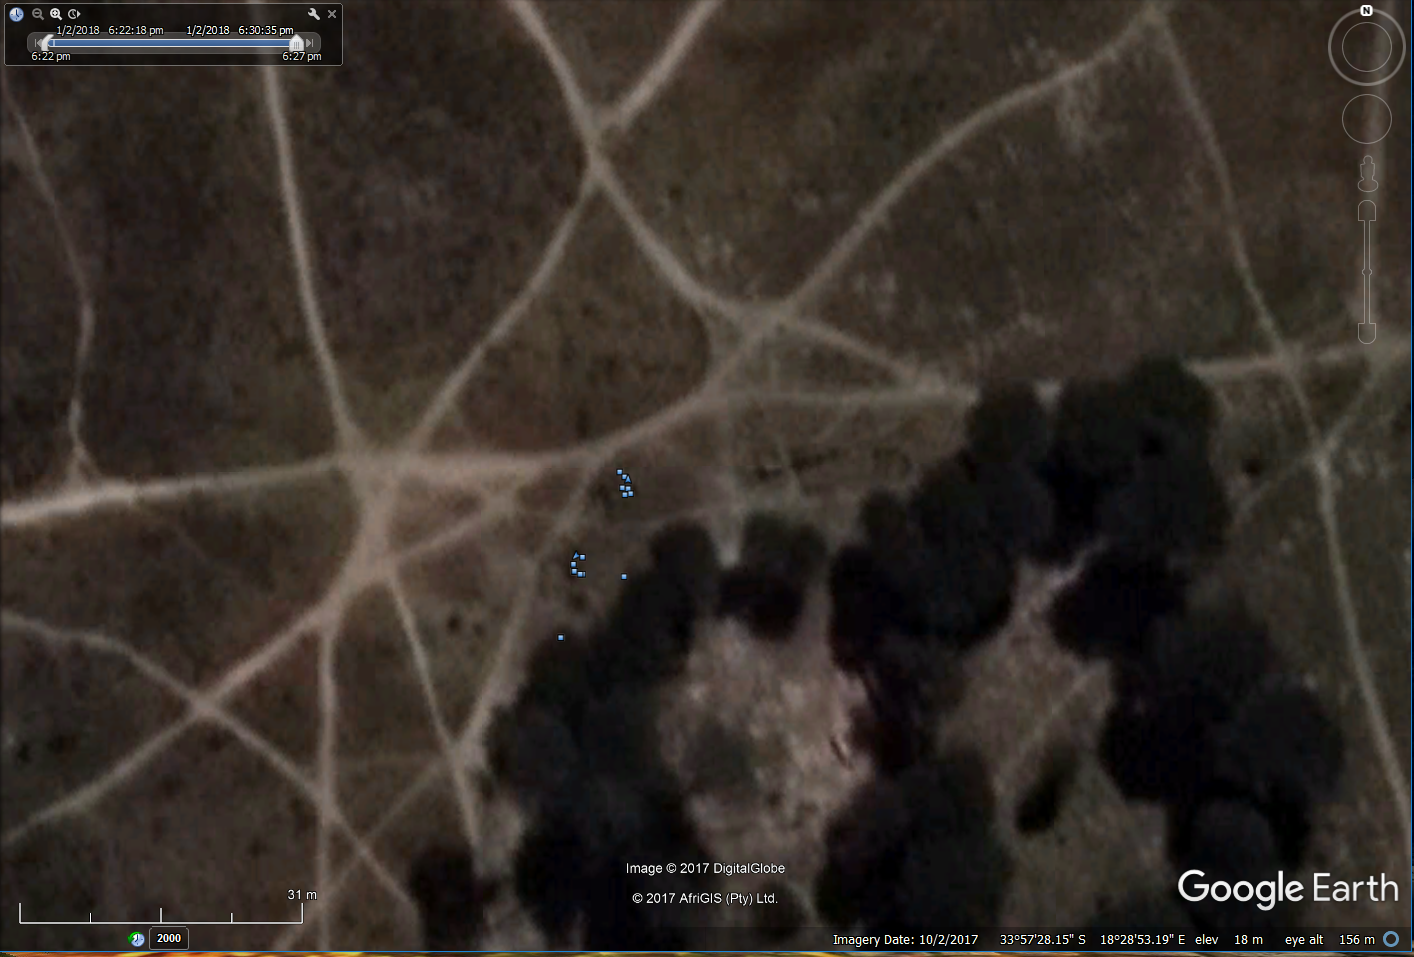 1/2/2018 6:22:18 pm 1/2/2018 6:30:35 pm
6:22 pm 6:27 pm
N
Image © 2017 DigitalGlobe
© 2017 AfriGIS (Pty) Ltd.
31 m
Google Earth
2000
Imagery Date: 10/2/2017 33°57'28.15" S 18°28'53.19" E elev 18 m eye alt 156 m